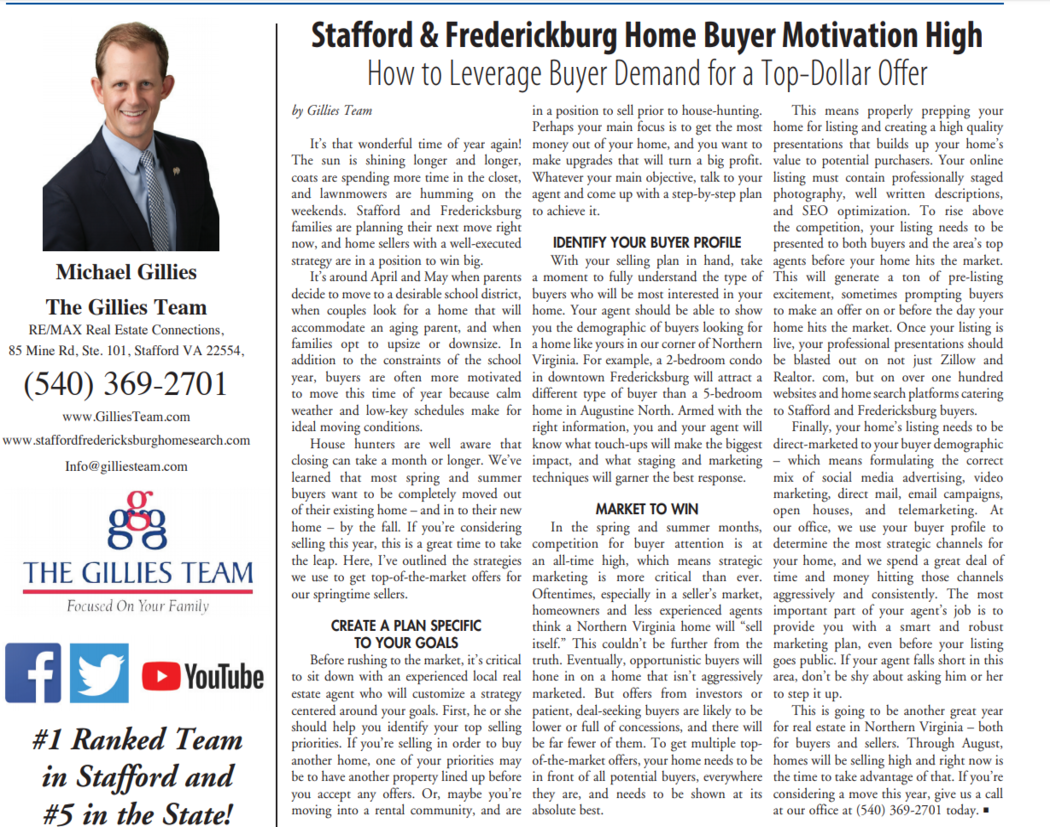 Michael Gillies
The Gillies Team
RE/MAX Real Estate Connections,
85 Mine Rd, Ste. 101, Stafford VA 22554,
(540) 369-2701
www.GilliesTeam.com
www.staffordfredericksburghomesearch.com
Info@gilliesteam.com
ggg
THE GILLIES TEAM
Focused On Your Family
f
YouTube
#1 Ranked Team
in Stafford and
#5 in the State!
Stafford & Frederickburg Home Buyer Motivation High
How to Leverage Buyer Demand for a Top-Dollar Offer
by Gillies Team
It's that wonderful time of year again!
The sun is shining longer and longer,
coats are spending more time in the closet,
and lawnmowers are humming on the
weekends. Stafford and Fredericksburg
families are planning their next move right
now, and home sellers with a well-executed
strategy are in a position to win big.
It's around April and May when parents
decide to move to a desirable school district,
when couples look for a home that will
accommodate an aging parent, and when
families opt to upsize or downsize. In
addition to the constraints of the school
year, buyers are often more motivated
to move this time of year because calm
weather and low-key schedules make for
ideal moving conditions.
House hunters are well aware that
closing can take a month or longer. We've
learned that most spring and summer
buyers want to be completely moved out
of their existing home – and in to their new
home – by the fall. If you're considering
selling this year, this is a great time to take
the leap. Here, I've outlined the strategies
we use to get top-of-the-market offers for
our springtime sellers.
CREATE A PLAN SPECIFIC
TO YOUR GOALS
Before rushing to the market, it's critical
to sit down with an experienced local real
estate agent who will customize a strategy
centered around your goals. First, he or she
should help you identify your top selling
priorities. If you're selling in order to buy
another home, one of your priorities may
be to have another property lined up before
you accept any offers. Or, maybe you're
moving into a rental community, and are
in a position to sell prior to house-hunting.
Perhaps your main focus is to get the most
money out of your home, and you want to
make upgrades that will turn a big profit.
Whatever your main objective, talk to your
agent and come up with a step-by-step plan
to achieve it.
IDENTIFY YOUR BUYER PROFILE
With your selling plan in hand, take
a moment to fully understand the type of
buyers who will be most interested in your
home. Your agent should be able to show
you the demographic of buyers looking for
a home like yours in our corner of Northern
Virginia. For example, a 2-bedroom condo
in downtown Fredericksburg will attract a
different type of buyer than a 5-bedroom
home in Augustine North. Armed with the
right information, you and your agent will
know what touch-ups will make the biggest
impact, and what staging and marketing
techniques will garner the best response.
MARKET TO WIN
In the spring and summer months,
competition for buyer attention is at
an all-time high, which means strategic
marketing is more critical than ever.
Oftentimes, especially in a seller's market,
homeowners and less experienced agents
think a Northern Virginia home will “sell
itself.” This couldn't be further from the
truth. Eventually, opportunistic buyers will
hone in on a home that isn't aggressively
marketed. But offers from investors or
patient, deal-seeking buyers are likely to be
lower or full of concessions, and there will
be far fewer of them. To get multiple top-
of-the-market offers, your home needs to be
in front of all potential buyers, everywhere
they are, and needs to be shown at its
absolute best.
This means properly prepping your
home for listing and creating a high quality
presentations that builds up your home's
value to potential purchasers. Your online
listing must contain professionally staged
photography, well written descriptions,
and SEO optimization. To rise above
the competition, your listing needs to be
presented to both buyers and the area's top
agents before your home hits the market.
This will generate a ton of pre-listing
excitement, sometimes prompting buyers
to make an offer on or before the day your
home hits the market. Once your listing is
live, your professional presentations should
be blasted out on not just Zillow and
Realtor. com, but on over one hundred
websites and home search platforms catering
to Stafford and Fredericksburg buyers.
Finally, your home's listing needs to be
direct-marketed to your buyer demographic
– which means formulating the correct
mix of social media advertising, video
marketing, direct mail, email campaigns,
open houses, and telemarketing. At
our office, we use your buyer profile to
determine the most strategic channels for
your home, and we spend a great deal of
time and money hitting those channels
aggressively and consistently. The most
important part of your agent's job is to
provide you with a smart and robust
marketing plan, even before your listing
goes public. If your agent falls short in this
area, don't be shy about asking him or her
to step it up.
This is going to be another great year
for real estate in Northern Virginia – both
for buyers and sellers. Through August,
homes will be selling high and right now is
the time to take advantage of that. If you're
considering a move this year, give us a call
at our office at (540) 369-2701 today. ■